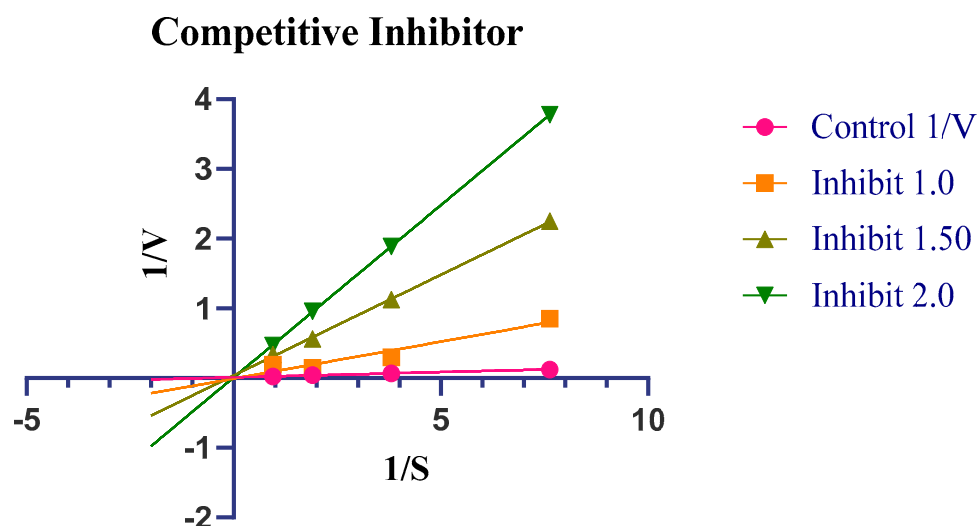 Competitive Inhibitor
4
3
2
1
-1
-2
-5
5
10
1/V
1/S
Control 1/V
Inhibit 1.0
Inhibit 1.50
Inhibit 2.0